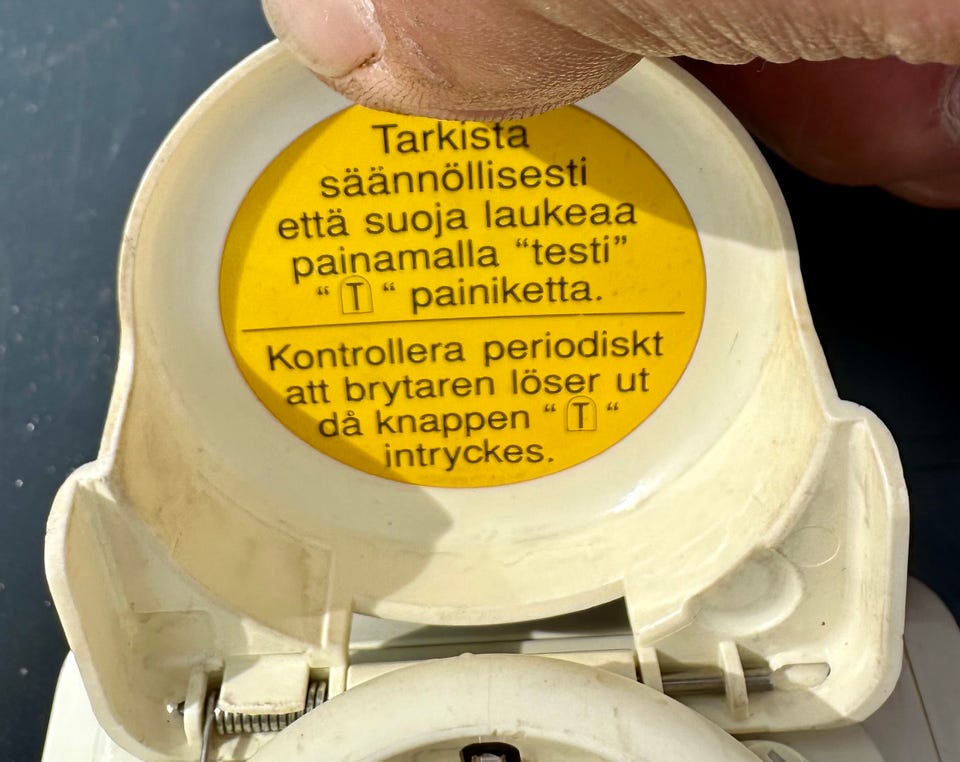 Tarkista
säännöllisesti
että suoja laukeaa
painamalla “testi”
“ T “ painiketta.
Kontrollera periodiskt
att brytaren löser ut
då knappen “ T “
intryckes.